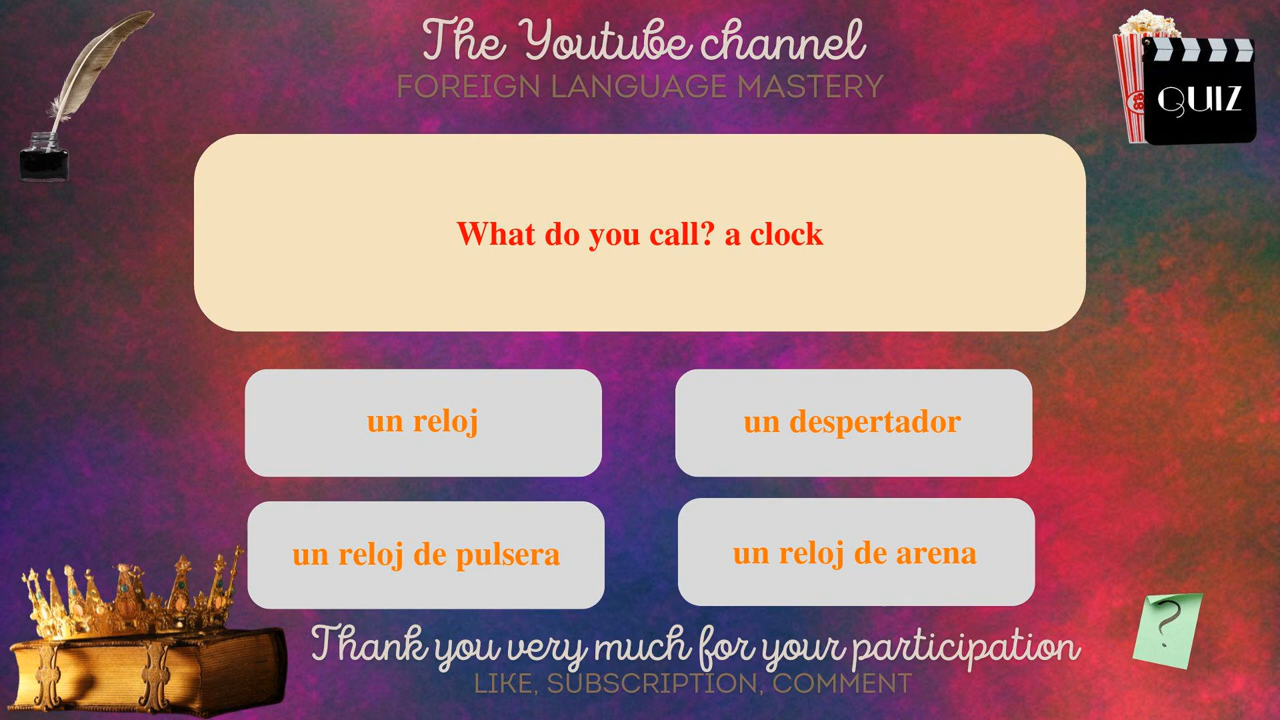 The Youtube channel
FOREIGN LANGUAGE MASTERY
QUIZ
What do you call? a clock
un reloj
un despertador
un reloj de pulsera
un reloj de arena
?
Thank you very much for your participation
LIKE, SUBSCRIPTION, COMMENT